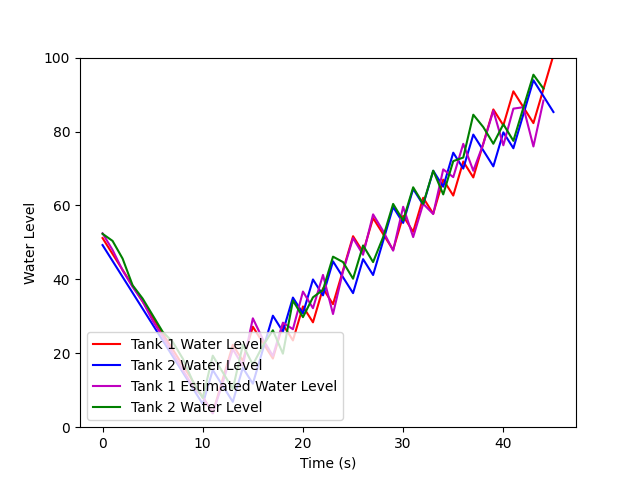 100
80
60
40
20
0
Water Level
Tank 1 Water Level
Tank 2 Water Level
Tank 1 Estimated Water Level
Tank 2 Water Level
0 10 20 30 40
Time (s)